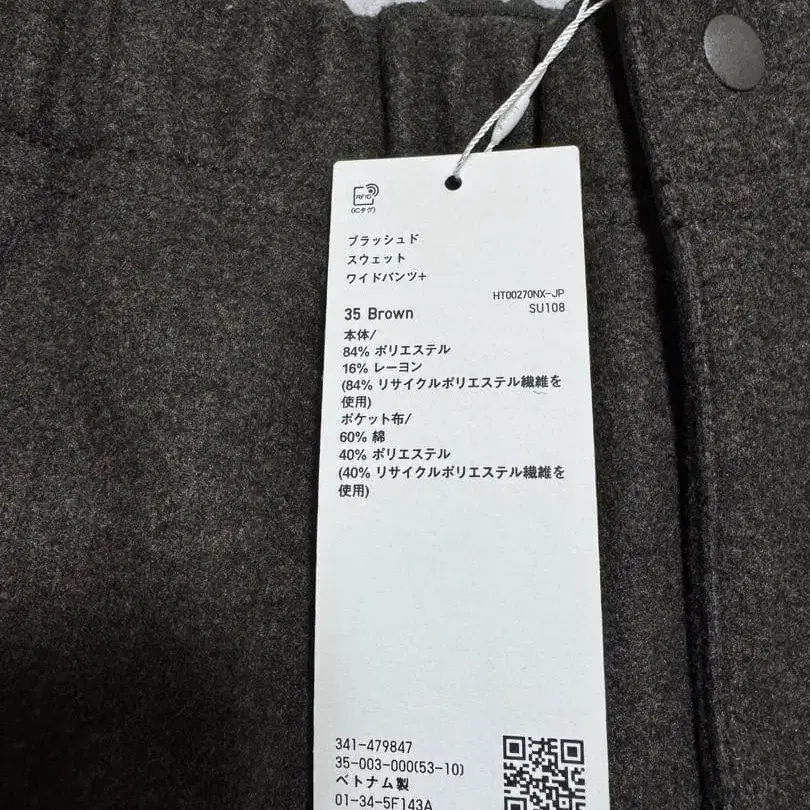 RFID
(ICタグ)
ブラッシュド
スウェット
ワイドパンツ+
HT00270NX-JP
35 Brown
SU108
本体/
84% ポリエステル
16% レーヨン
(84% リサイクルポリエステル繊維を
使用)
ポケット布/
60% 綿
40% ポリエステル
(40% リサイクルポリエステル繊維を
使用)
341-479847
35-003-000(53-10)
ベトナム製
01-34-5F143A